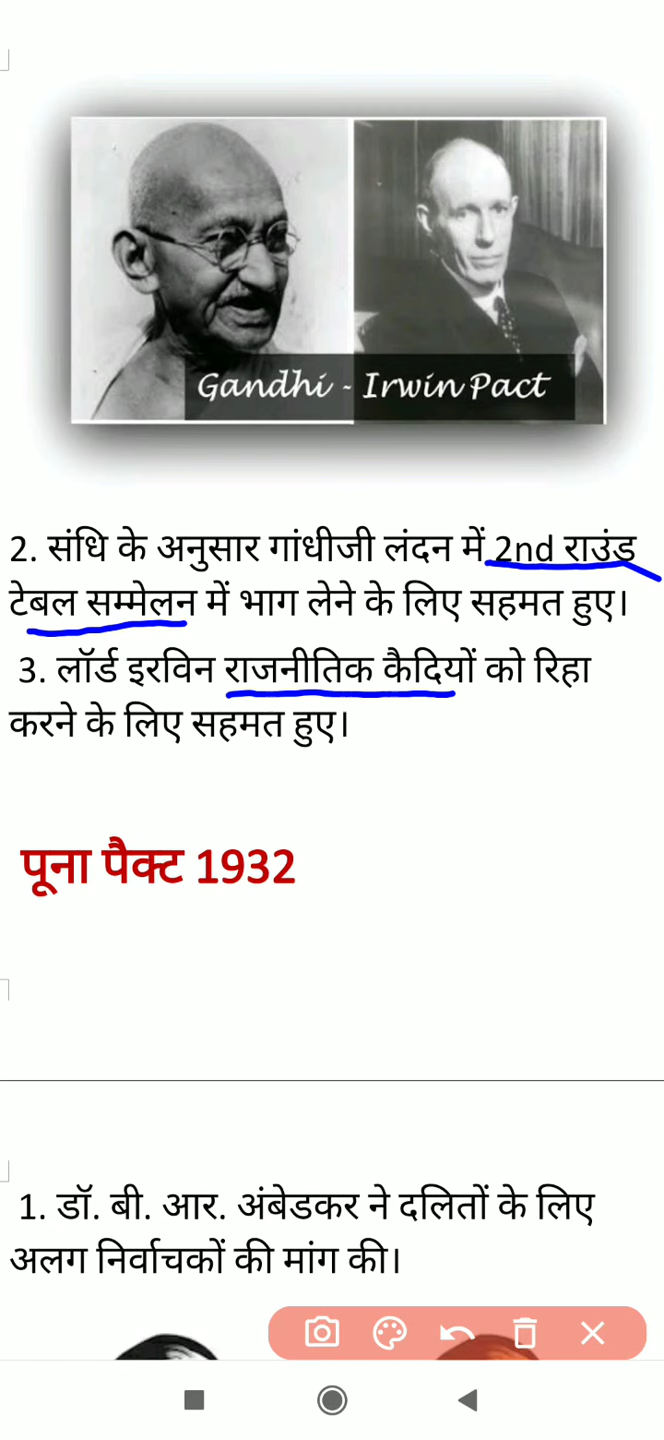 Gandhi - Irwin Pact
2. संधि के अनुसार गांधीजी लंदन में 2nd राउंड
टेबल सम्मेलन में भाग लेने के लिए सहमत हुए।
3. लॉर्ड इरविन राजनीतिक कैदियों को रिहा
करने के लिए सहमत हुए।
पूना पैक्ट 1932
1. डॉ. बी. आर. अंबेडकर ने दलितों के लिए
अलग निर्वाचकों की मांग की।